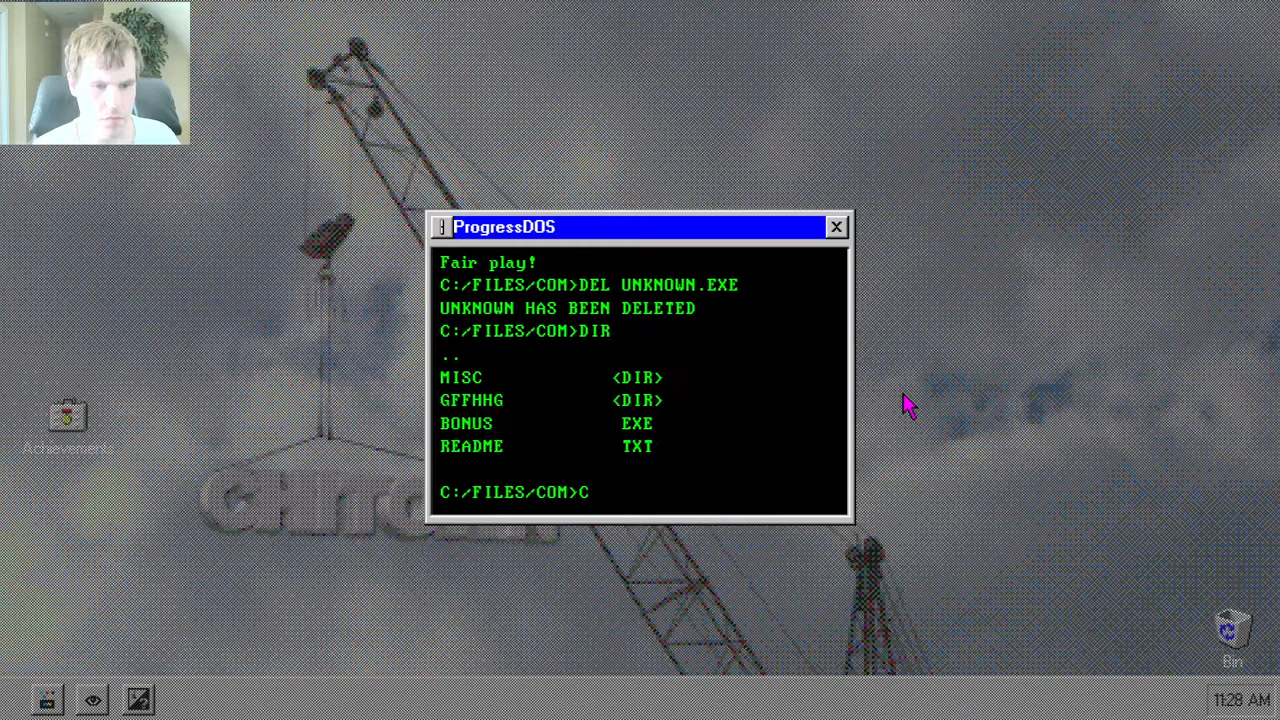 ProgressDOS
Fair play!
C:/FILES/COM>DEL UNKNOWN.EXE
UNKNOWN HAS BEEN DELETED
C:/FILES/COM>DIR
..
MISC <DIR>
GFFHHG <DIR>
BONUS EXE
README TXT
C:/FILES/COM>C
Achievements
Bin
11:28 AM